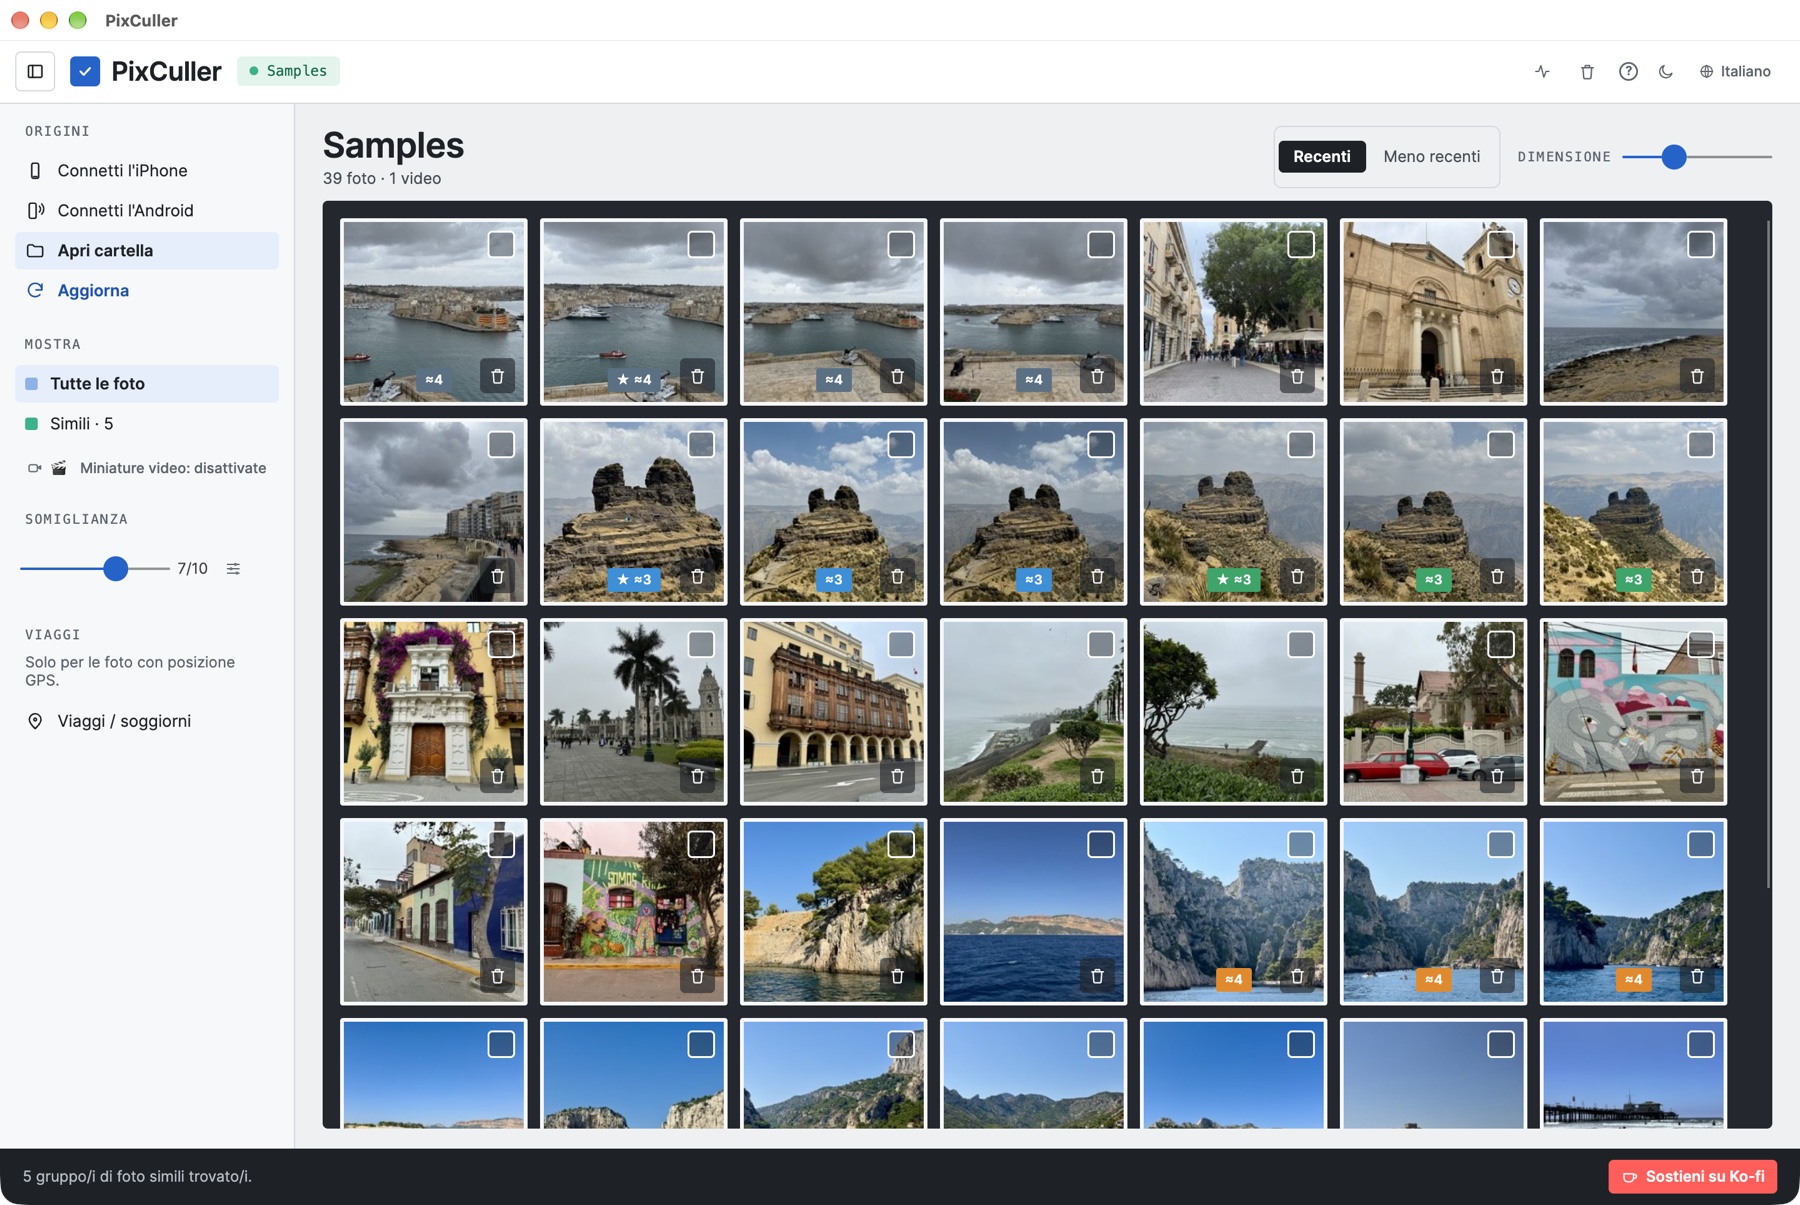 PixCuller
PixCuller
Samples
Italiano
ORIGINI
Connetti l'iPhone
Connetti l'Android
Apri cartella
Aggiorna
MOSTRA
Tutte le foto
Simili · 5
Miniature video: disattivate
SOMIGLIANZA
7/10
VIAGGI
Solo per le foto con posizione
GPS.
Viaggi / soggiorni
Samples
39 foto · 1 video
Recenti
Meno recenti
DIMENSIONE
≈4
★ ≈4
≈4
≈4
★ ≈3
≈3
≈3
★ ≈3
≈3
≈3
SOMOS
≈4
≈4
≈4
5 gruppo/i di foto simili trovato/i.
Sostieni su Ko-fi